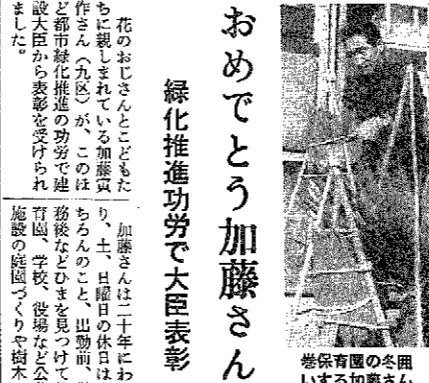 おめでとう加藤さん
緑化推進功労で大臣表彰
巻保育園の冬囲
いする加藤さん
花のおじさんとこどもた
ちに親しまれている加藤寅
作さん（九区）が、このほ
ど都市緑化推進の功労で建
設大臣から表彰を受けられ
ました。
加藤さんは二十年にわ
り、土、日曜日の休日は
ちろんのこと、出勤前、
務後などひまを見つけて
育園、学校、役場など公
施設の庭園づくりや樹木